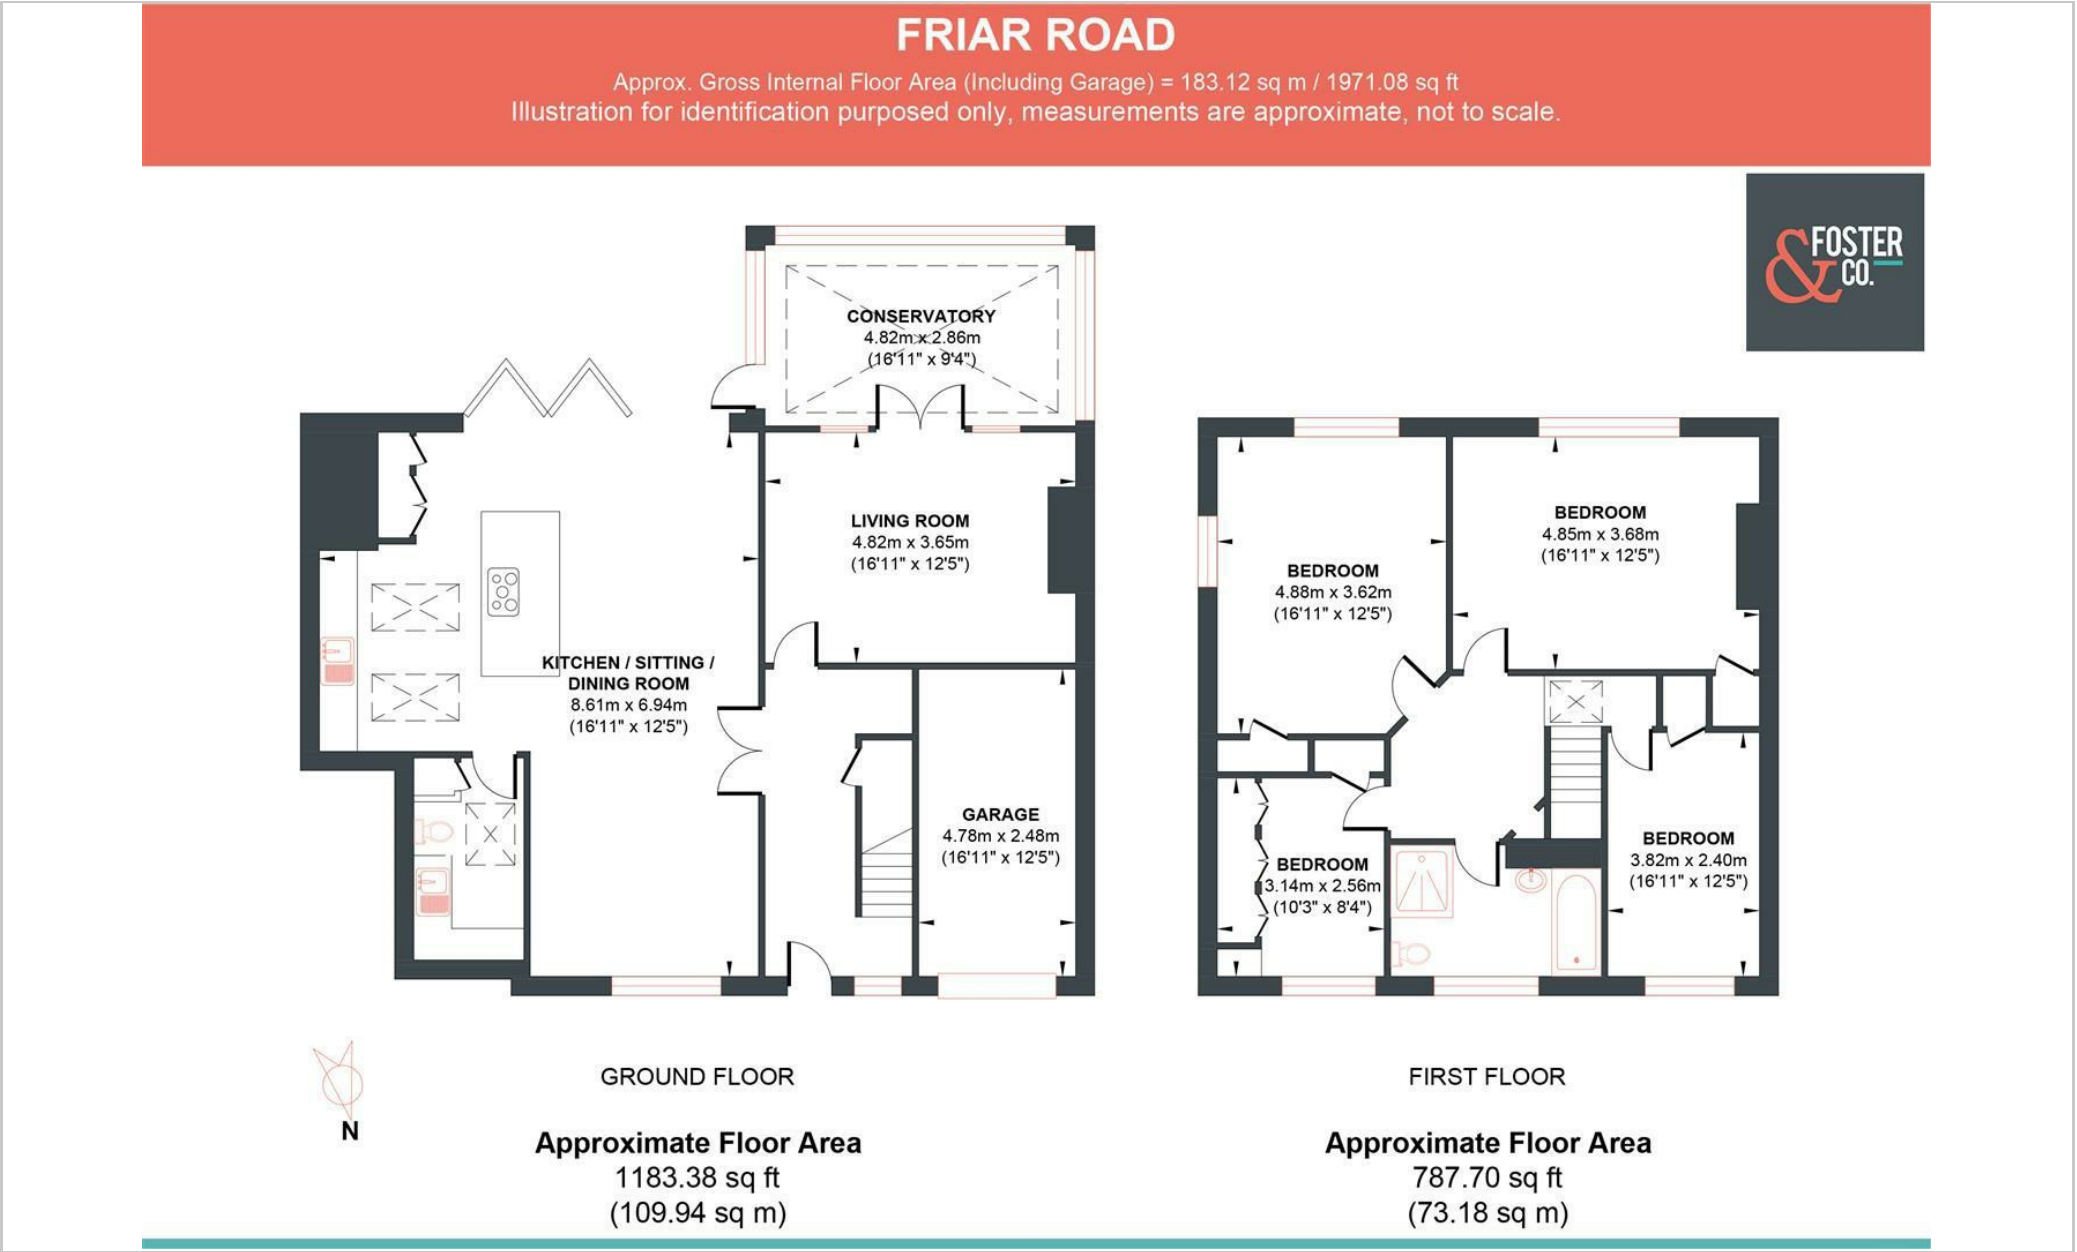 FRIAR ROAD
Approx. Gross Internal Floor Area (Including Garage) = 183.12 sq m / 1971.08 sq ft
Illustration for identification purposed only, measurements are approximate, not to scale.
& FOSTER
CO.
CONSERVATORY
4.82m x 2.86m
(16'11" x 9'4")
LIVING ROOM
4.82m x 3.65m
(16'11" x 12'5")
KITCHEN / SITTING /
DINING ROOM
8.61m x 6.94m
(16'11" x 12'5")
GARAGE
4.78m x 2.48m
(16'11" x 12'5")
BEDROOM
4.88m x 3.62m
(16'11" x 12'5")
BEDROOM
4.85m x 3.68m
(16'11" x 12'5")
BEDROOM
3.14m x 2.56m
(10'3" x 8'4")
BEDROOM
3.82m x 2.40m
(16'11" x 12'5")
N
GROUND FLOOR
Approximate Floor Area
1183.38 sq ft
(109.94 sq m)
FIRST FLOOR
Approximate Floor Area
787.70 sq ft
(73.18 sq m)